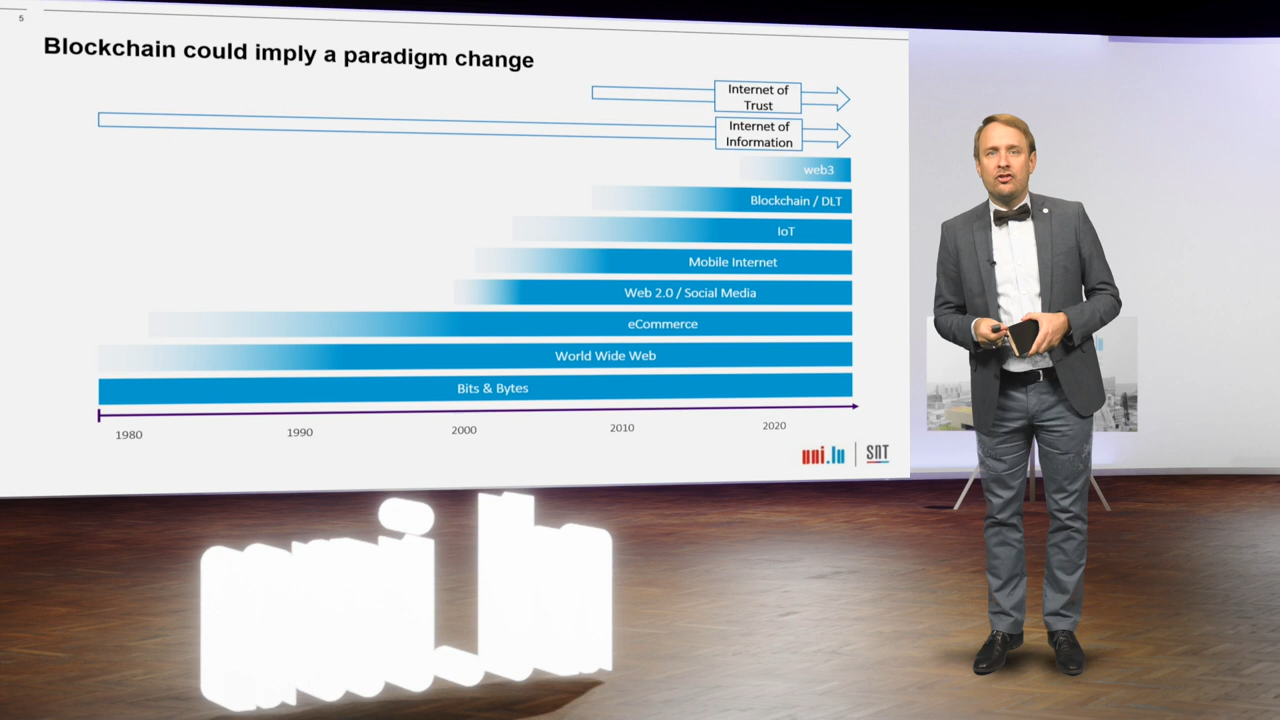 5
Blockchain could imply a paradigm change
Internet of
Trust
Internet of
Information
web3
Blockchain / DLT
IoT
Mobile Internet
Web 2.0 / Social Media
eCommerce
World Wide Web
Bits & Bytes
1980 1990 2000 2010 2020
uni.lu SNT